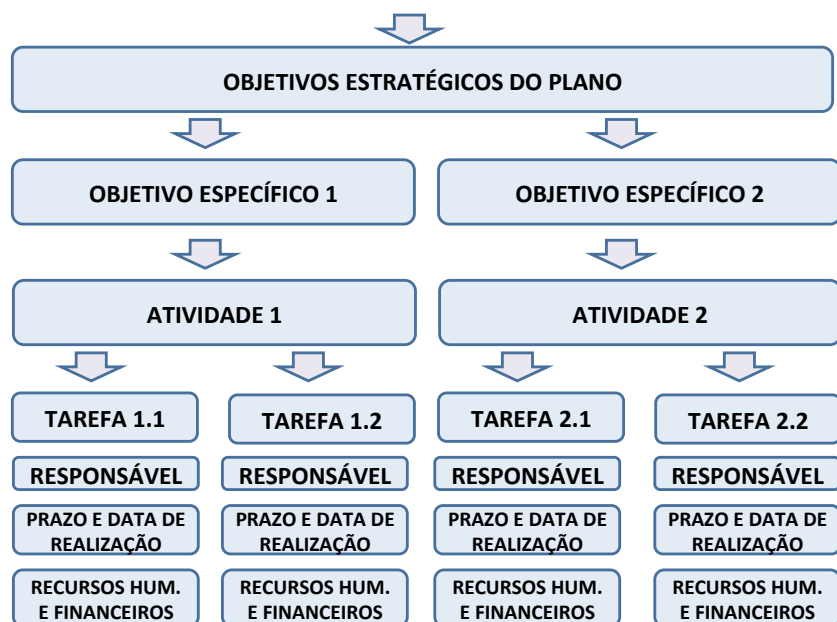 OBJETIVOS ESTRATÉGICOS DO PLANO
OBJETIVO ESPECÍFICO 1
OBJETIVO ESPECÍFICO 2
ATIVIDADE 1
ATIVIDADE 2
TAREFA 1.1
TAREFA 1.2
TAREFA 2.1
TAREFA 2.2
RESPONSÁVEL
RESPONSÁVEL
RESPONSÁVEL
RESPONSÁVEL
PRAZO E DATA DE
REALIZAÇÃO
PRAZO E DATA DE
REALIZAÇÃO
PRAZO E DATA DE
REALIZAÇÃO
PRAZO E DATA DE
REALIZAÇÃO
RECURSOS HUM.
E FINANCEIROS
RECURSOS HUM.
E FINANCEIROS
RECURSOS HUM.
E FINANCEIROS
RECURSOS HUM.
E FINANCEIROS